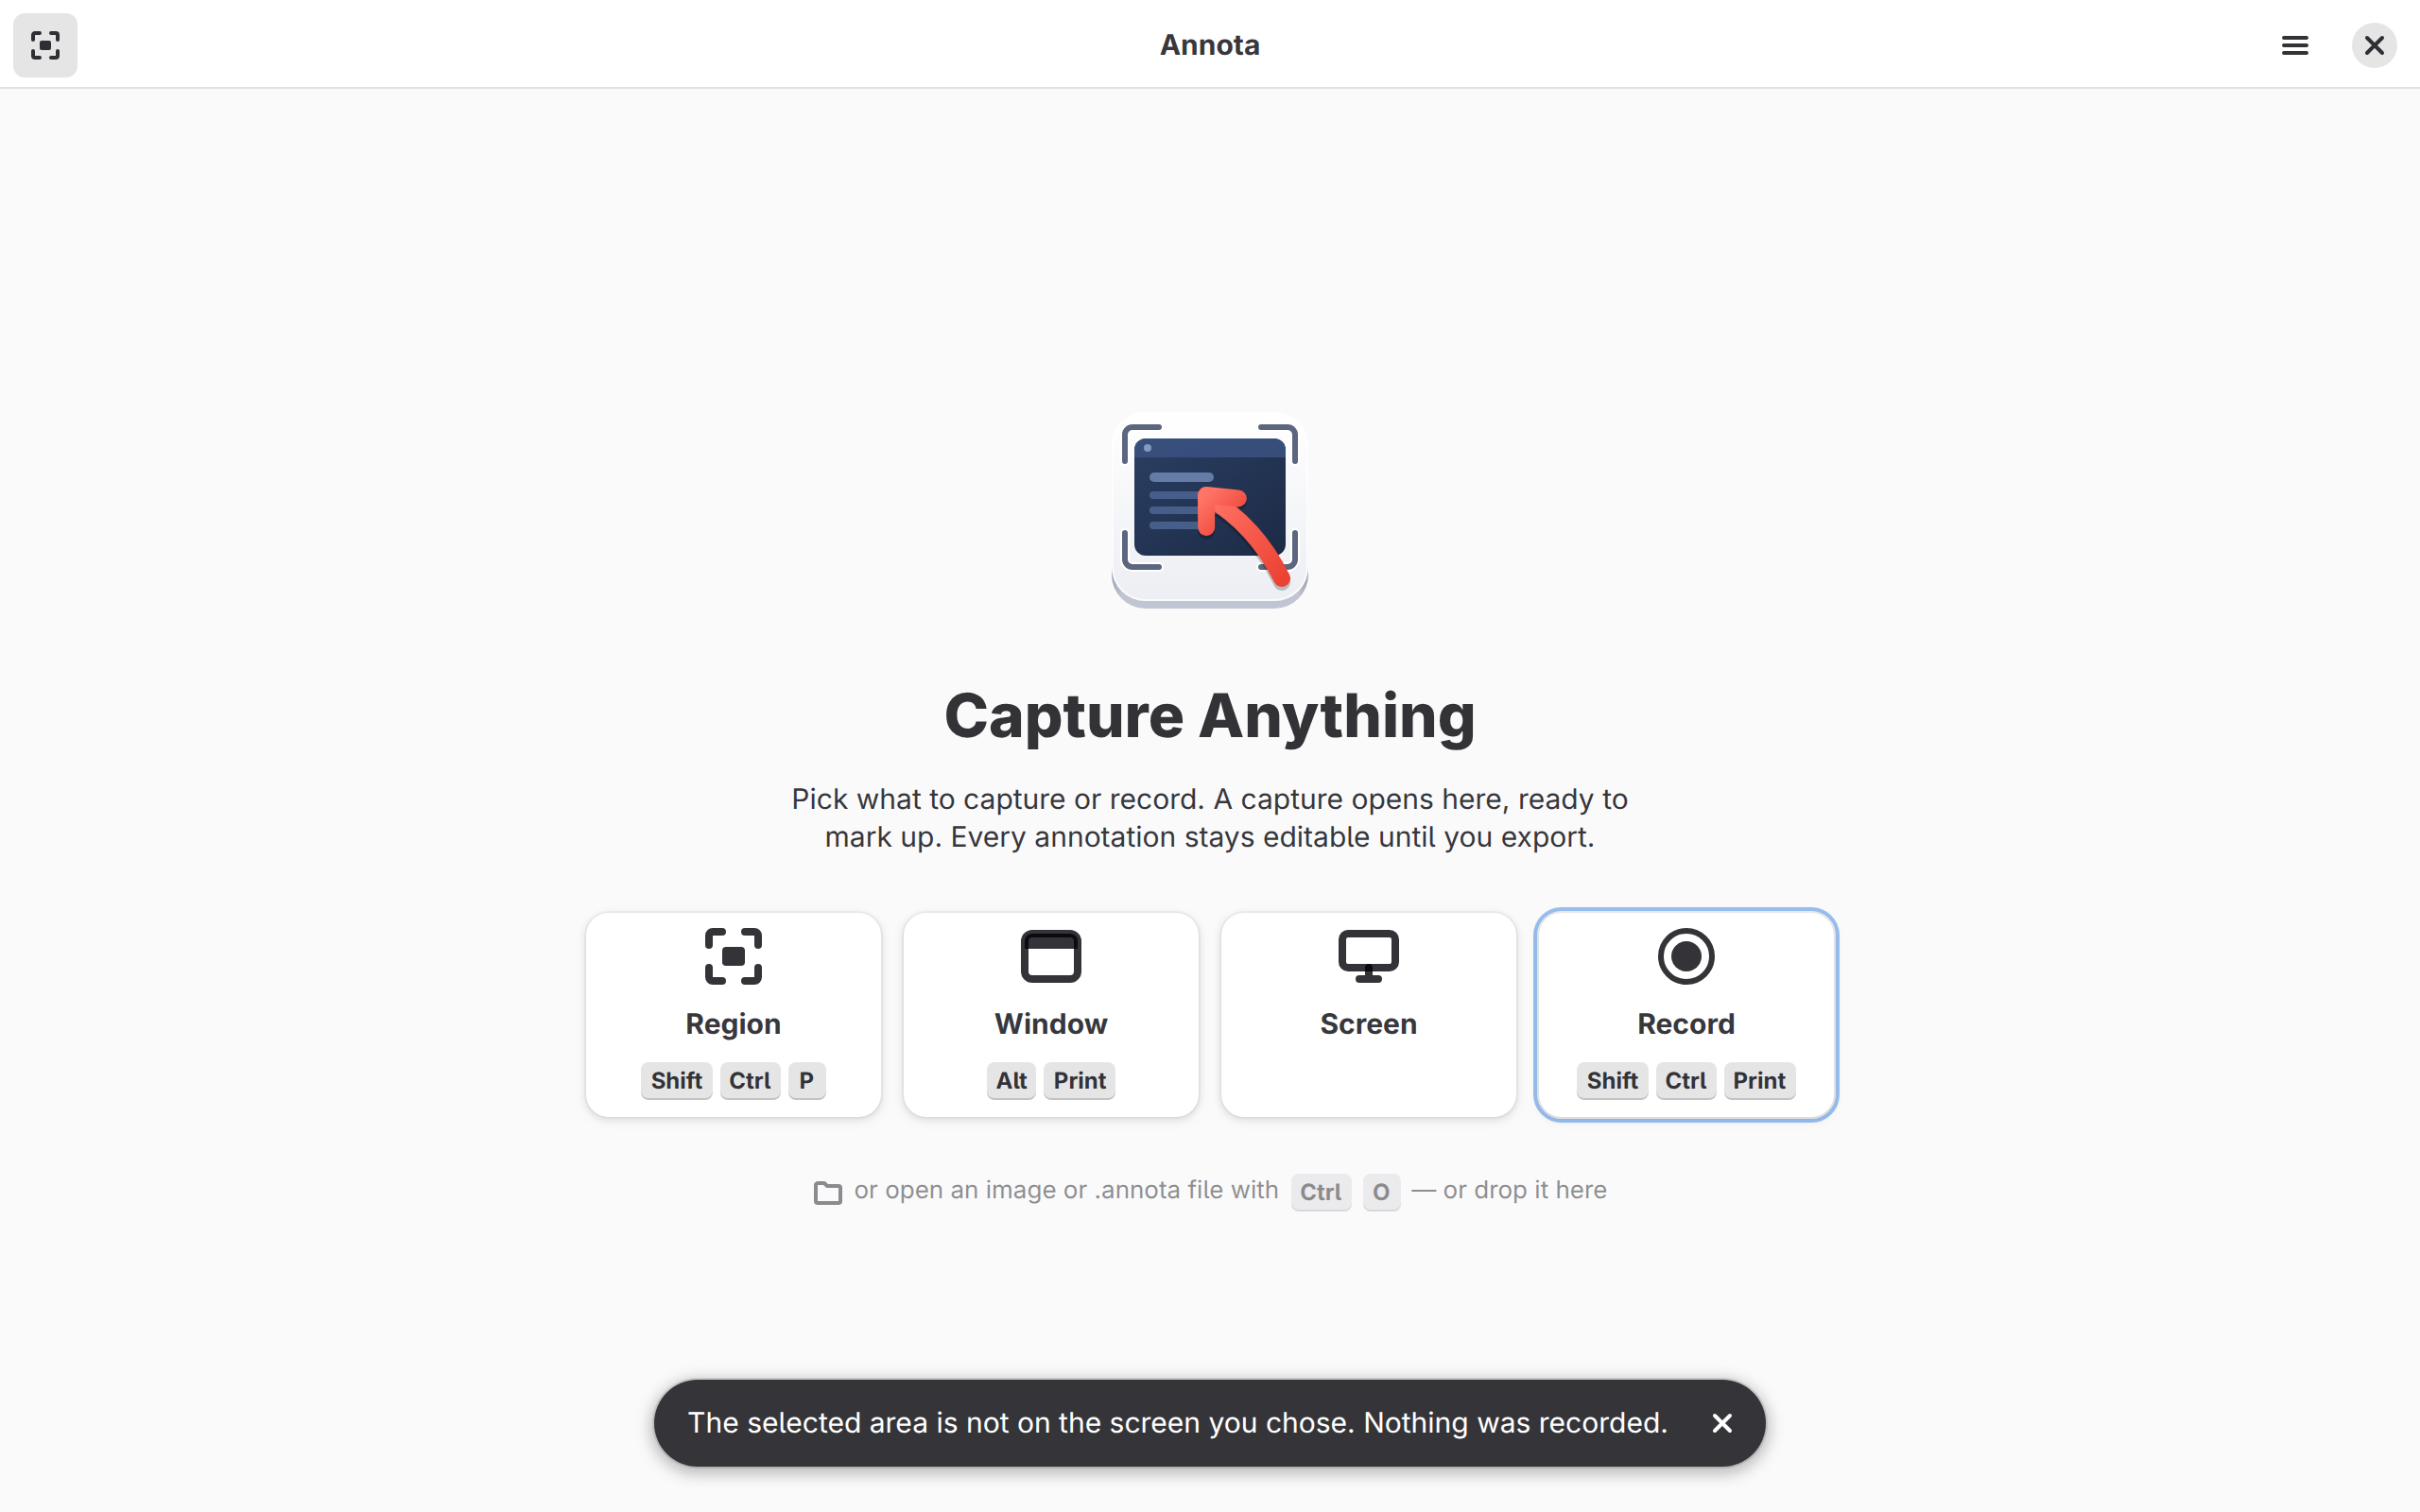 Annota
Capture Anything
Pick what to capture or record. A capture opens here, ready to
mark up. Every annotation stays editable until you export.
Region
Window
Screen
Record
Shift Ctrl P
Alt Print
Shift Ctrl Print
or open an image or .annota file with Ctrl O — or drop it here
The selected area is not on the screen you chose. Nothing was recorded.